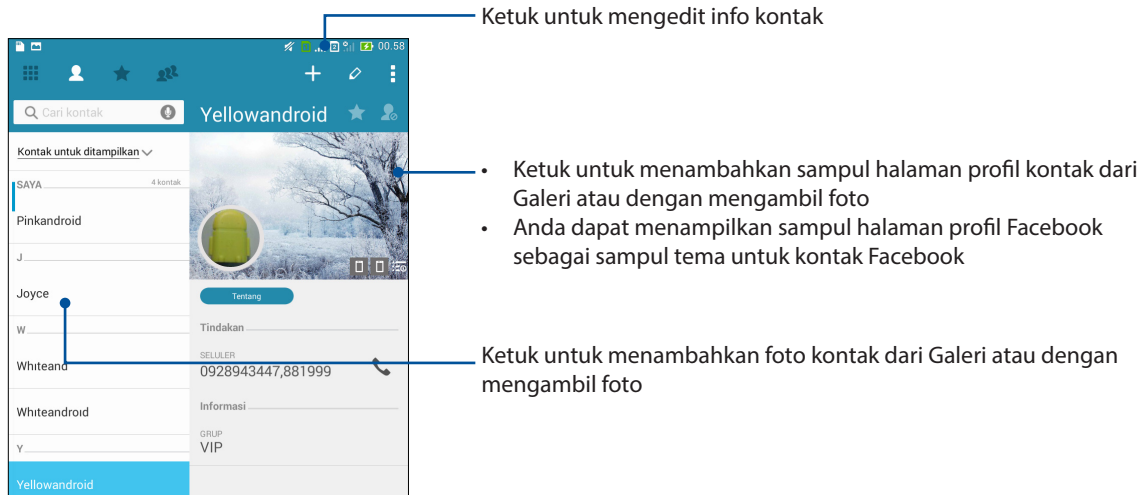 Ketuk untuk mengedit info kontak
00.58
Cari kontak
Yellowandroid
Kontak untuk ditampilkan
SAYA
4 kontak
Pinkandroid
J
Joyce
W
Whiteand
Whiteandroid
Y
Yellowandroid
Tentang
Tindakan
SELULER
0928943447,881999
Informasi
GRUP
VIP
• Ketuk untuk menambahkan sampul halaman profil kontak dari
Galeri atau dengan mengambil foto
• Anda dapat menampilkan sampul halaman profil Facebook
sebagai sampul tema untuk kontak Facebook
Ketuk untuk menambahkan foto kontak dari Galeri atau dengan
mengambil foto